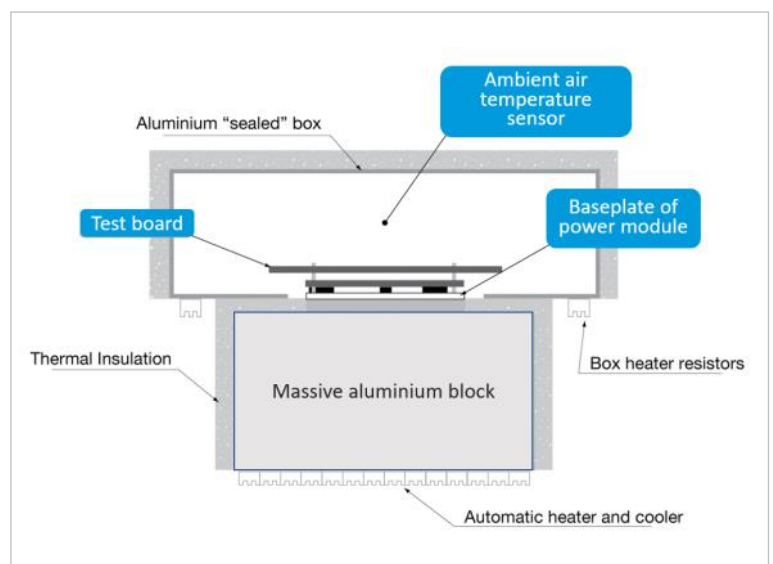 Ambient air
temperature
sensor
Aluminium “sealed” box
Test board
Baseplate of
power module
Thermal Insulation
Box heater resistors
Massive aluminium block
Automatic heater and cooler